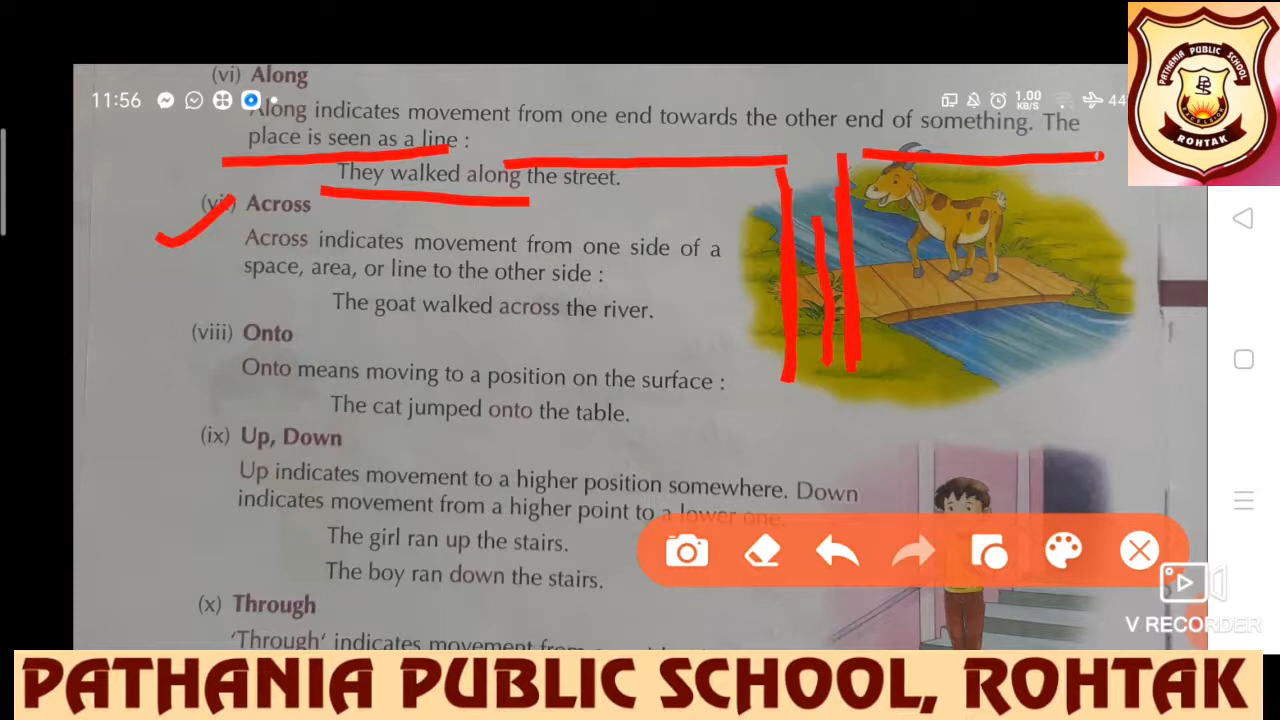 (vi) Along
11:56
1.00
KB/S
44
Along indicates movement from one end towards the other end of something. The
place is seen as a line :
They walked along the street.
(vii) Across
Across indicates movement from one side of a
space, area, or line to the other side :
The goat walked across the river.
(viii) Onto
Onto means moving to a position on the surface :
The cat jumped onto the table.
(ix) Up, Down
Up indicates movement to a higher position somewhere. Down
indicates movement from a higher point to a lower one.
The girl ran up the stairs.
The boy ran down the stairs.
(x) Through
'Through' indicates movement from
PATHANIA PUBLIC SCHOOL
ROHTAK
V RECORDER
PATHANIA PUBLIC SCHOOL, ROHTAK